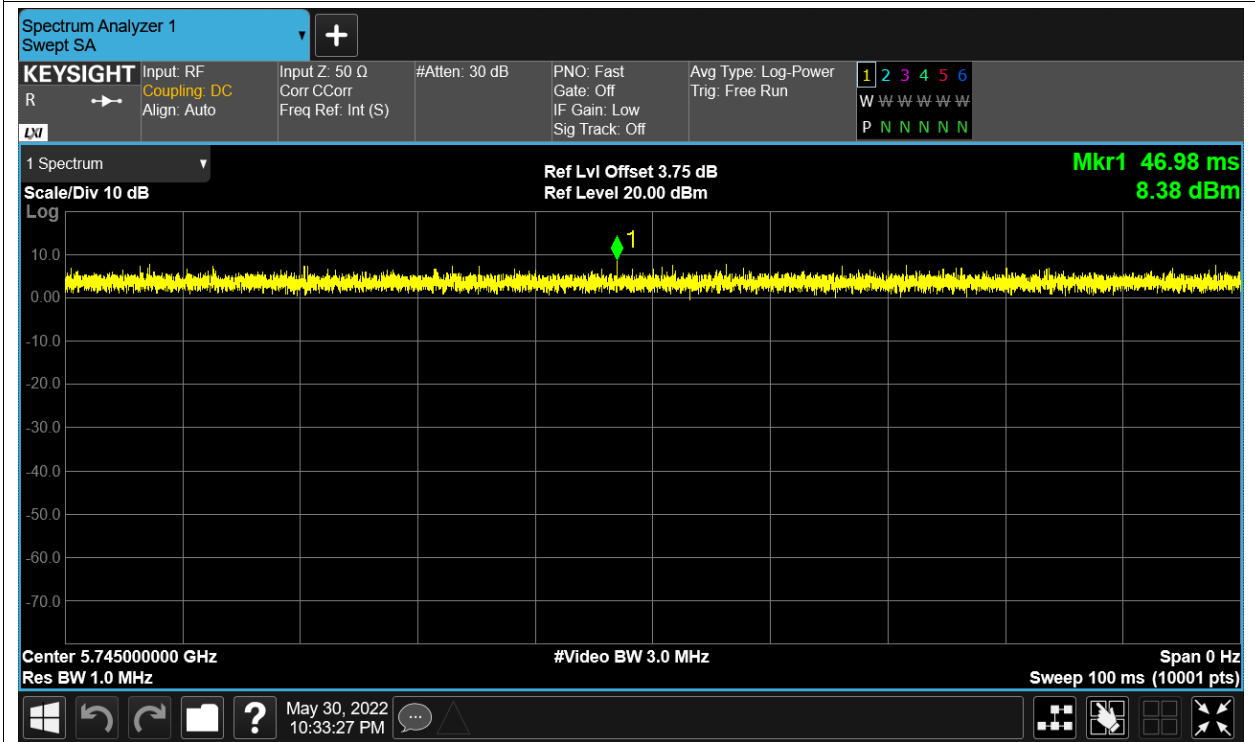 Spectrum Analyzer 1
Swept SA
KEYSIGHT
R
LXI
Input: RF
Coupling: DC
Align: Auto
Input Z: 50 Ω
Corr CCorr
Freq Ref: Int (S)
#Atten: 30 dB
PNO: Fast
Gate: Off
IF Gain: Low
Sig Track: Off
Avg Type: Log-Power
Trig: Free Run
1 2 3 4 5 6
W W W W W W
P N N N N N
1 Spectrum
Scale/Div 10 dB
Ref Lvl Offset 3.75 dB
Ref Level 20.00 dBm
Mkr1 46.98 ms
8.38 dBm
Log
1
10.0
0.00
-10.0
-20.0
-30.0
-40.0
-50.0
-60.0
-70.0
Center 5.745000000 GHz
#Video BW 3.0 MHz
Span 0 Hz
Res BW 1.0 MHz
Sweep 100 ms (10001 pts)
?
May 30, 2022
10:33:27 PM